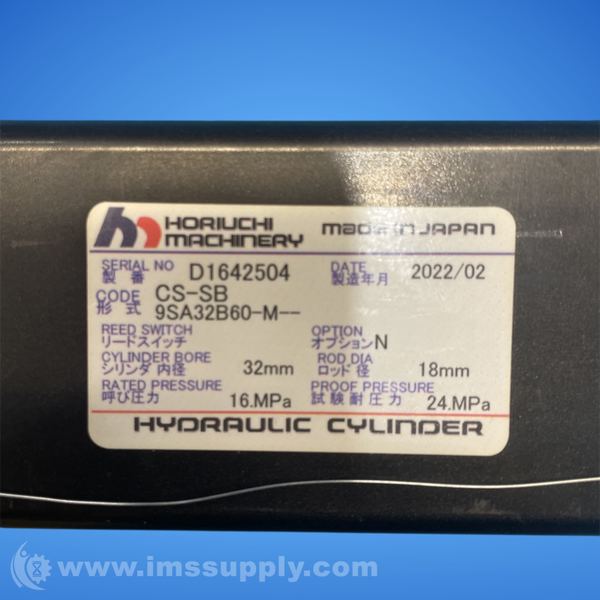 HORIUCHI MACHINERY
made in JAPAN
SERIAL NO 製番 D1642504
DATE 製造年月 2022/02
CODE 形式 CS-SB
9SA32B60-M--
REED SWITCH
リードスイッチ
OPTION
オプション N
CYLINDER BORE
シリンダ 内径 32mm
ROD DIA
ロッド 径 18mm
RATED PRESSURE
呼び圧力 16.MPa
PROOF PRESSURE
試験耐圧力 24.MPa
HYDRAULIC CYLINDER
www.imssupply.com